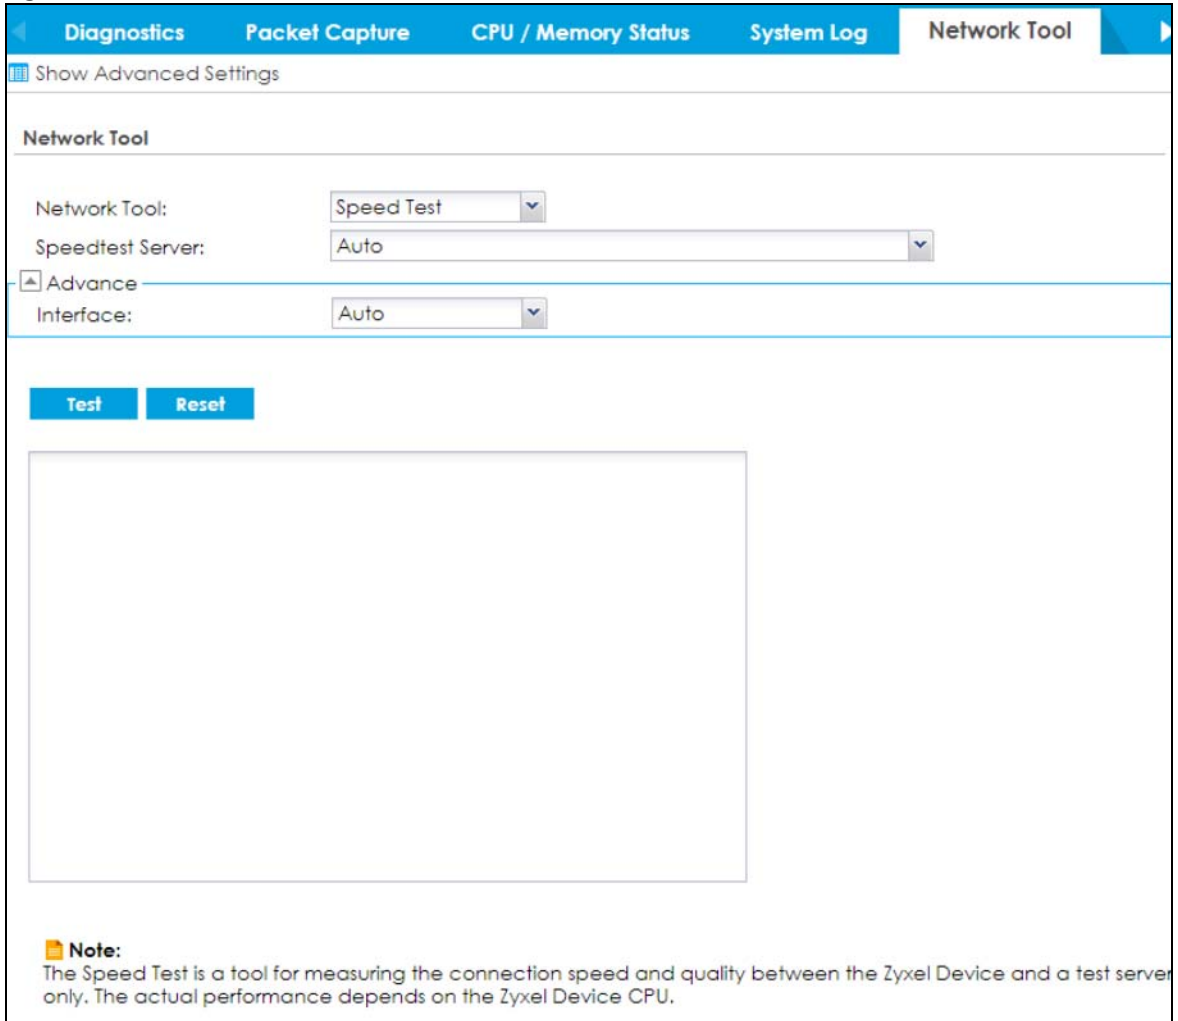 Diagnostics Packet Capture CPU / Memory Status System Log Network Tool
Show Advanced Settings
Network Tool
Network Tool: Speed Test
Speedtest Server: Auto
Advance
Interface: Auto
Test Reset
Note:
The Speed Test is a tool for measuring the connection speed and quality between the Zyxel Device and a test server
only. The actual performance depends on the Zyxel Device CPU.